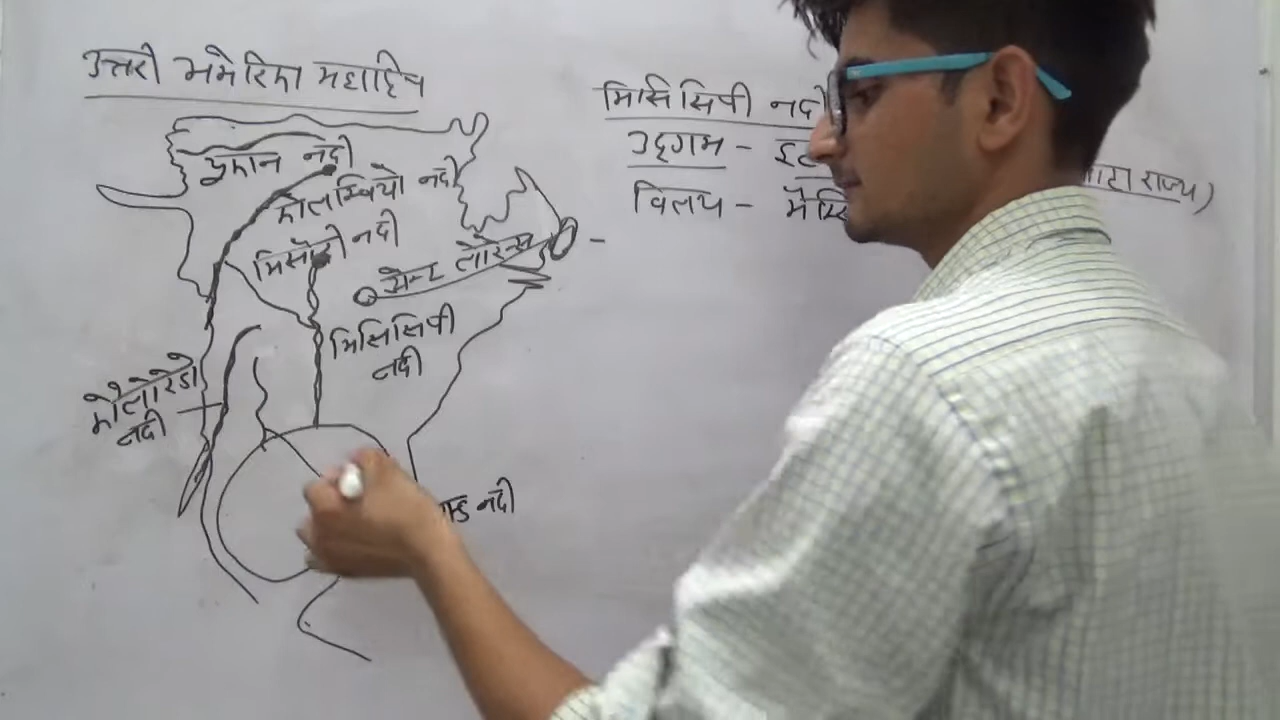 उत्तरी अमेरिका महाद्विप
युकान नदी
कोलम्बियो नदी
मिसौरी नदी
सेन्ट लोरेन्स
मिसिसिपी
नदी
कोलोरेडो
नदी
नदी
मिसिसिपी नदी
उद्गम -
राज्य)
विलय -